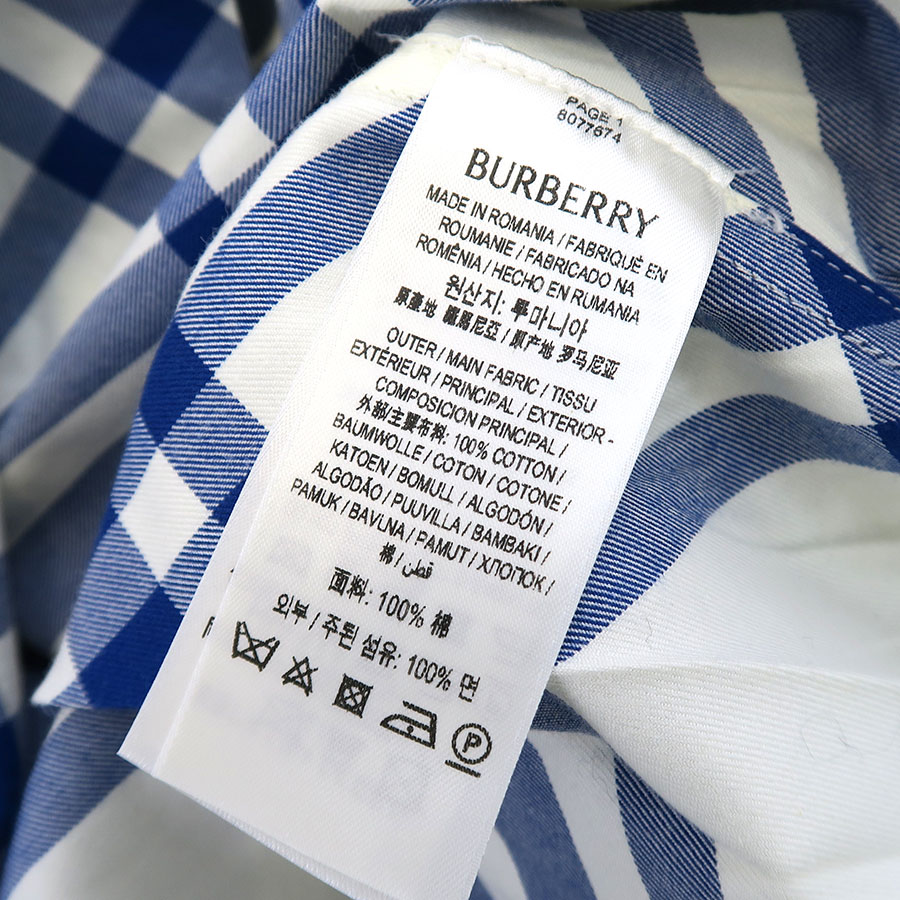 PAGE 1
8077674
BURBERRY
MADE IN ROMANIA / FABRIQUÉ EN
ROUMANIE / FABRICADO NA
ROMÉNIA / HECHO EN RUMANIA
원산지: 루마니아
原產地 羅馬尼亞 / 原产地 罗马尼亚
OUTER / MAIN FABRIC / TISSU
EXTÉRIEUR / PRINCIPAL / EXTERIOR -
COMPOSICION PRINCIPAL /
外部/主要布料: 100% COTTON /
BAUMWOLLE / COTON / COTONE /
KATOEN / BOMULL / ALGODÓN /
ALGODÃO / PUUVILLA / BAMBAKI /
PAMUK / BAVLNA / PAMUT / ХЛОПОК /
棉 / قطن
面料: 100% 棉
외부 / 주된 섬유: 100% 면
P